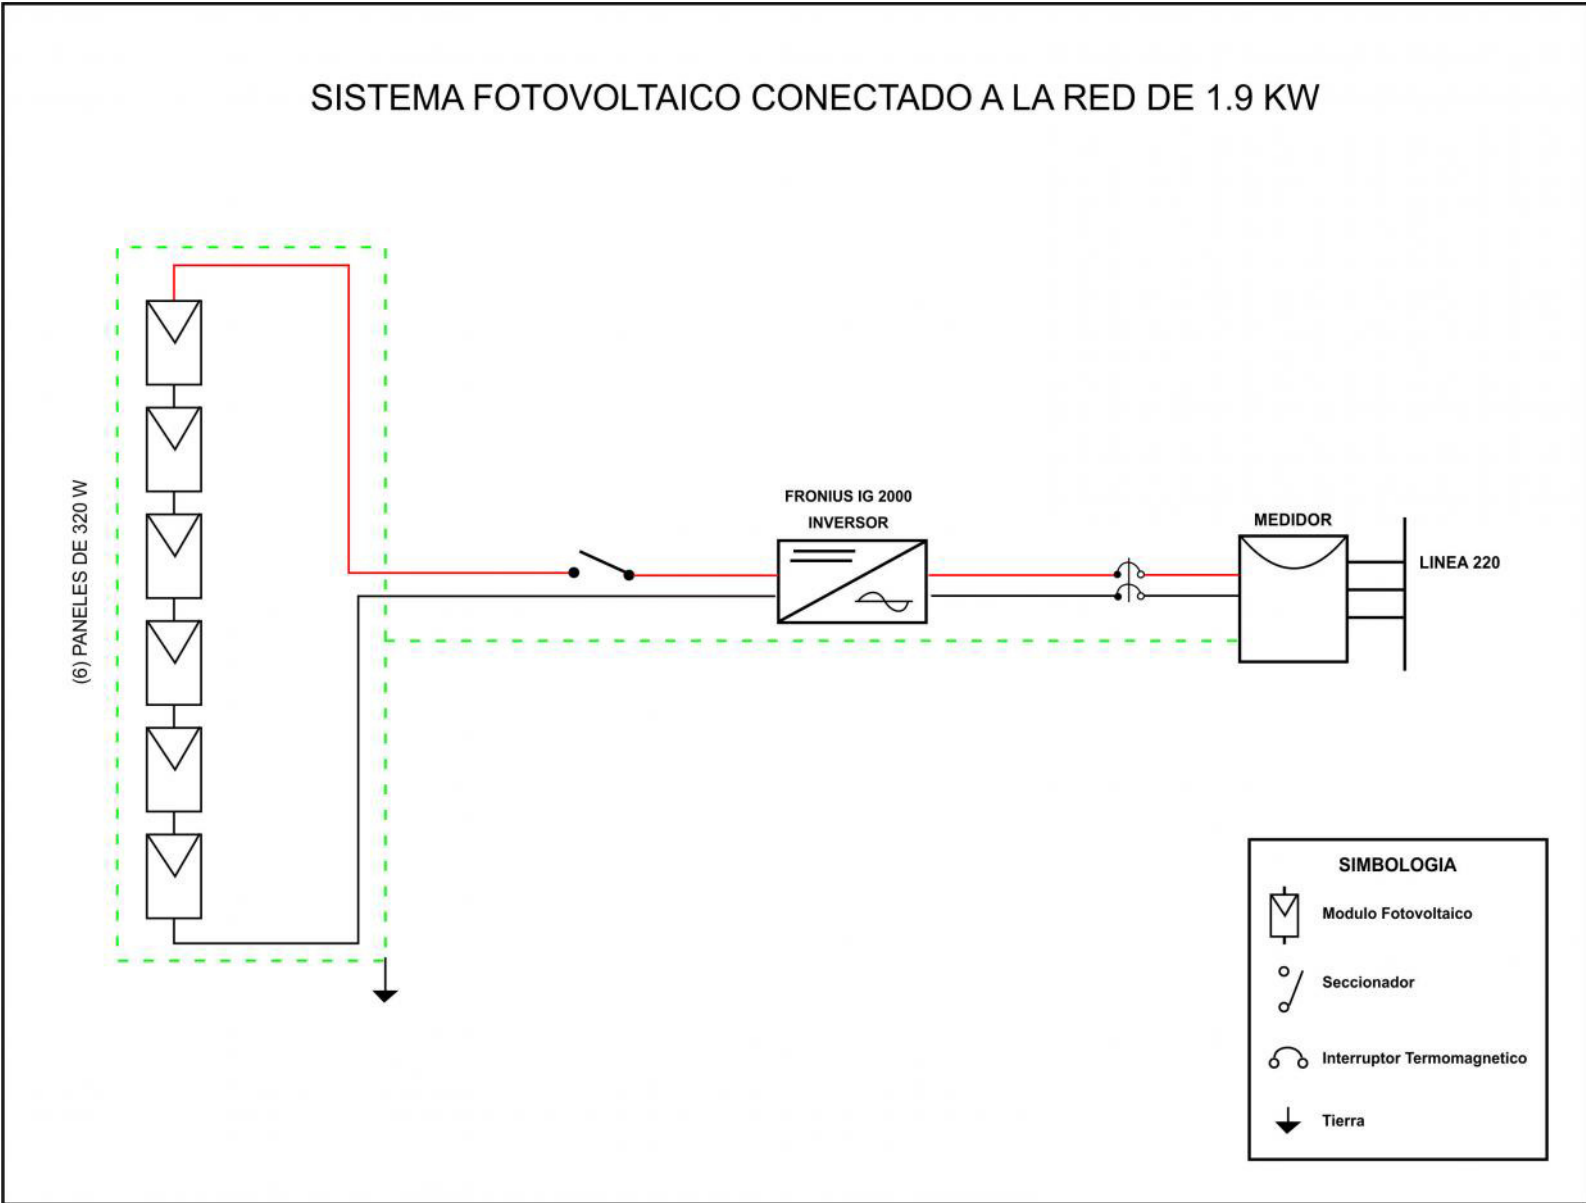 SISTEMA FOTOVOLTAICO CONECTADO A LA RED DE 1.9 KW
(6) PANELES DE 320 W
FRONIUS IG 2000
INVERSOR
MEDIDOR
LINEA 220
SIMBOLOGIA
Modulo Fotovoltaico
Seccionador
Interruptor Termomagnetico
Tierra